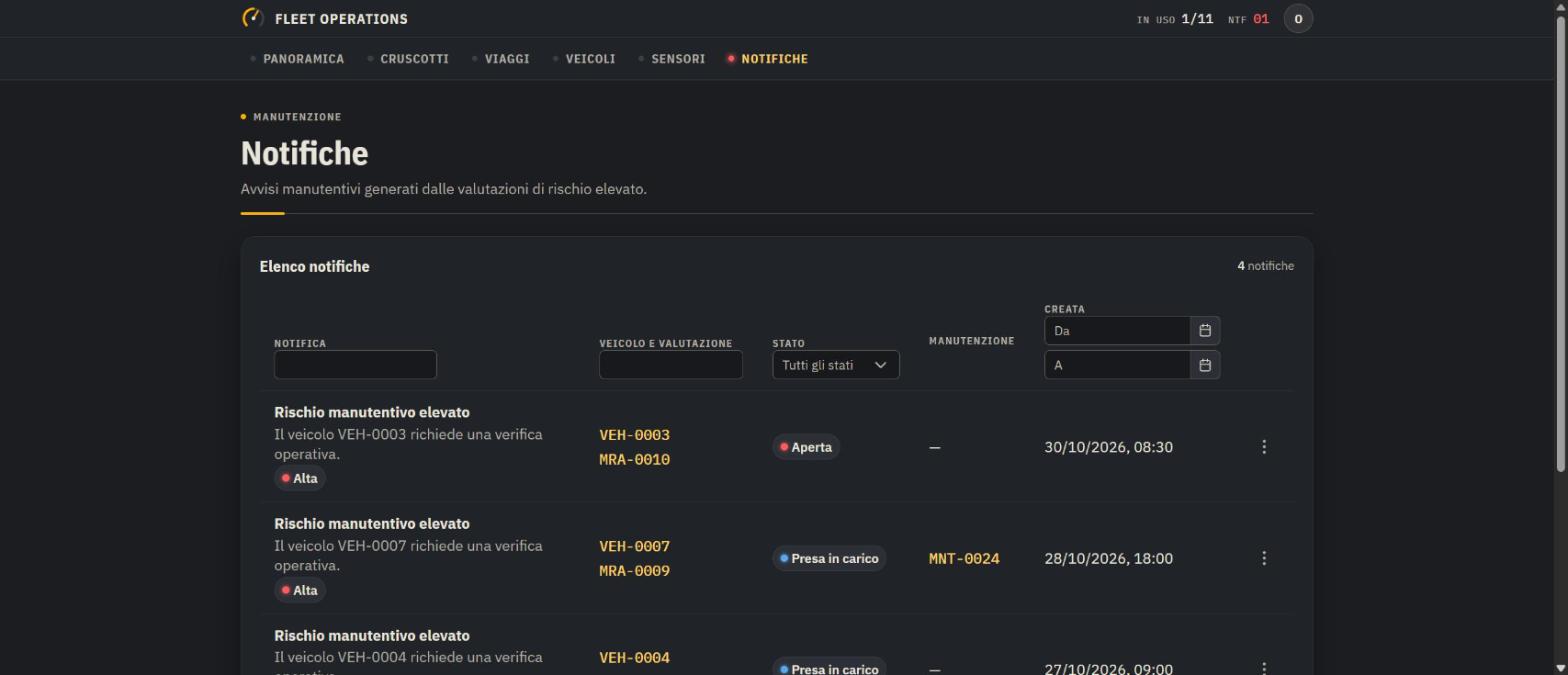 FLEET OPERATIONS
IN USO 1/11 NTF 01 O
PANORAMICA CRUSCOTTI VIAGGI VEICOLI SENSORI NOTIFICHE
MANUTENZIONE
Notifiche
Avvisi manutentivi generati dalle valutazioni di rischio elevato.
Elenco notifiche
4 notifiche
NOTIFICA VEICOLO E VALUTAZIONE STATO MANUTENZIONE CREATA
Tutti gli stati
Da
A
Rischio manutentivo elevato
Il veicolo VEH-0003 richiede una verifica
operativa.
Alta
VEH-0003
MRA-0010
Aperta
—
30/10/2026, 08:30
Rischio manutentivo elevato
Il veicolo VEH-0007 richiede una verifica
operativa.
Alta
VEH-0007
MRA-0009
Presa in carico
MNT-0024
28/10/2026, 18:00
Rischio manutentivo elevato
Il veicolo VEH-0004 richiede una verifica
operativa.
VEH-0004
Presa in carico
—
27/10/2026, 09:00